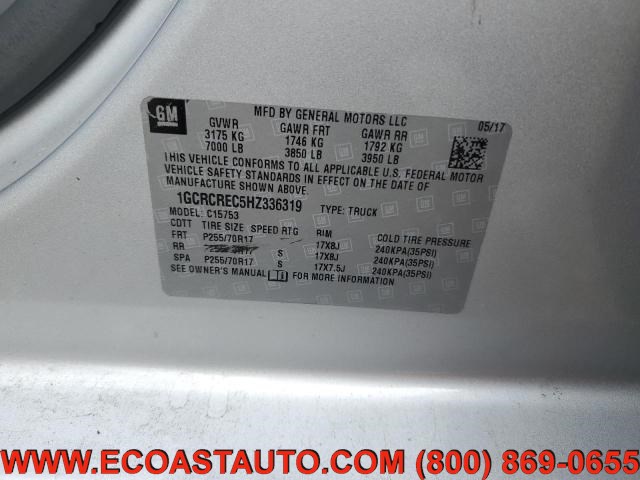 GM
MFD BY GENERAL MOTORS LLC 05/17
GVWR GAWR FRT GAWR RR
3175 KG 1746 KG 1792 KG
7000 LB 3850 LB 3950 LB
THIS VEHICLE CONFORMS TO ALL APPLICABLE U.S. FEDERAL MOTOR
VEHICLE SAFETY, BUMPER, AND THEFT PREVENTION STANDARDS IN
EFFECT ON THE DATE OF MANUFACTURE SHOWN ABOVE.
1GCRCREC5HZ336319 TYPE: TRUCK
MODEL: C15753
CDTT TIRE SIZE SPEED RTG RIM COLD TIRE PRESSURE
FRT P255/70R17 S 17X8J 240KPA(35PSI)
RR S 17X8J 240KPA(35PSI)
SPA P255/70R17 S 17X7.5J 240KPA(35PSI)
SEE OWNER'S MANUAL FOR MORE INFORMATION
WWW.ECOASTAUTO.COM (800) 869-0655